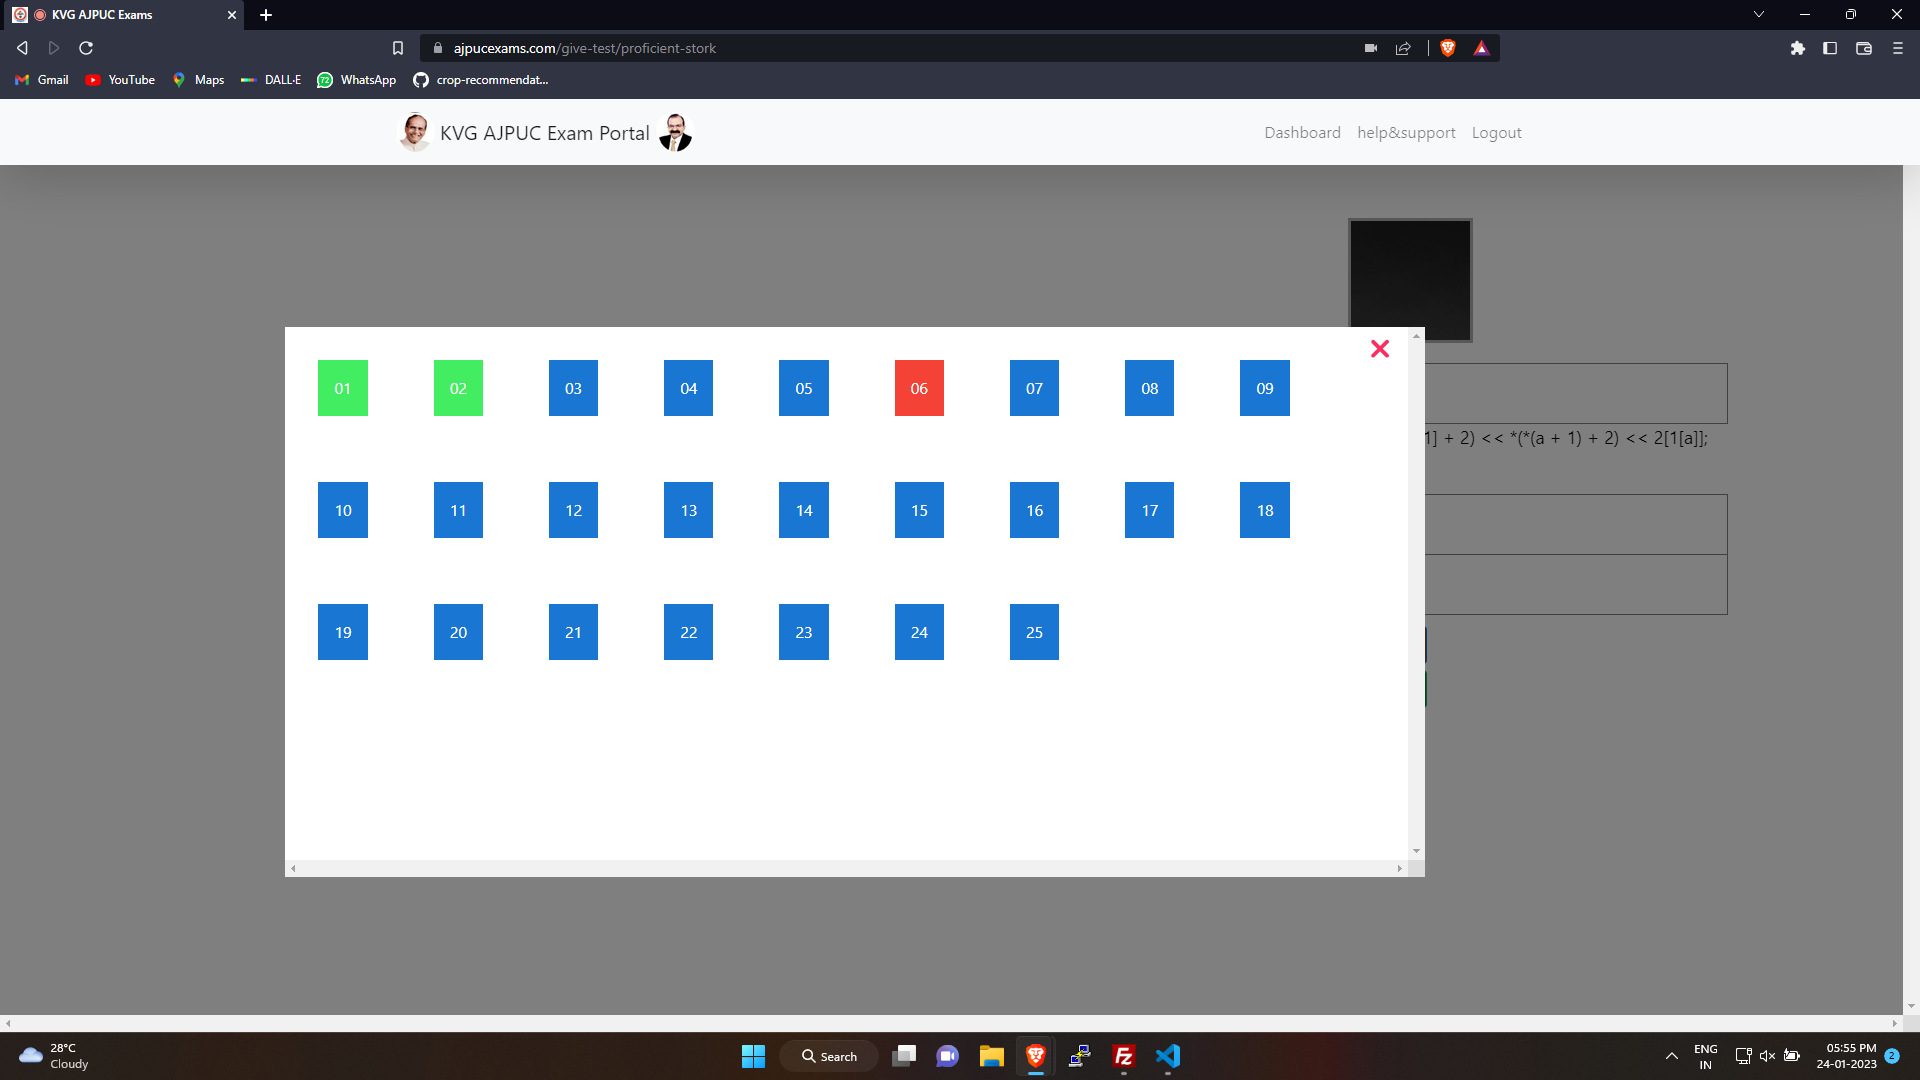 KVG AJPUC Exams
ajpucexams.com/give-test/proficient-stork
Gmail YouTube Maps DALL·E 72 WhatsApp crop-recommendat...
KVG AJPUC Exam Portal Dashboard help&support Logout
01 02 03 04 05 06 07 08 09
1] + 2) << *(*(a + 1) + 2) << 2[1[a]];
10 11 12 13 14 15 16 17 18
19 20 21 22 23 24 25
28°C
Cloudy
Search
ENG
IN
05:55 PM
24-01-2023
2